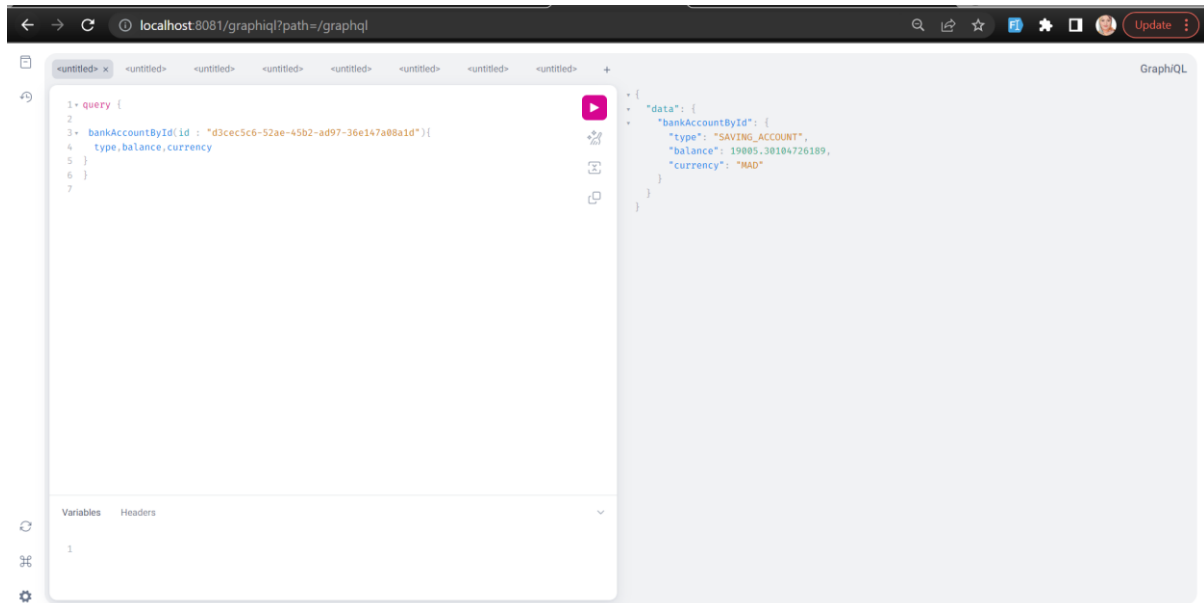 localhost:8081/graphiql?path=/graphql
Update
<untitled> × <untitled> <untitled> <untitled> <untitled> <untitled> <untitled> <untitled> +
GraphiQL
1 query {
2
3 bankAccountById(id : "d3cec5c6-52ae-45b2-ad97-36e147a08a1d"){
4 type,balance,currency
5 }
6 }
7
{
"data": {
"bankAccountById": {
"type": "SAVING_ACCOUNT",
"balance": 19005.30104726189,
"currency": "MAD"
}
}
}
Variables Headers
1